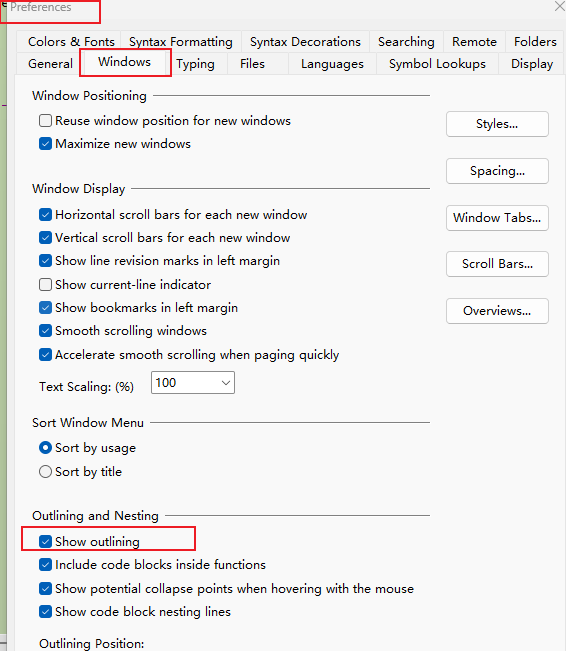 Preferences
Colors & Fonts Syntax Formatting Syntax Decorations Searching Remote Folders
General Windows Typing Files Languages Symbol Lookups Display
Window Positioning
Reuse window position for new windows
Styles...
Maximize new windows
Spacing...
Window Display
Horizontal scroll bars for each new window
Window Tabs...
Vertical scroll bars for each new window
Show line revision marks in left margin
Scroll Bars...
Show current-line indicator
Show bookmarks in left margin
Overviews...
Smooth scrolling windows
Accelerate smooth scrolling when paging quickly
Text Scaling: (%) 100
Sort Window Menu
Sort by usage
Sort by title
Outlining and Nesting
Show outlining
Include code blocks inside functions
Show potential collapse points when hovering with the mouse
Show code block nesting lines
Outlining Position: